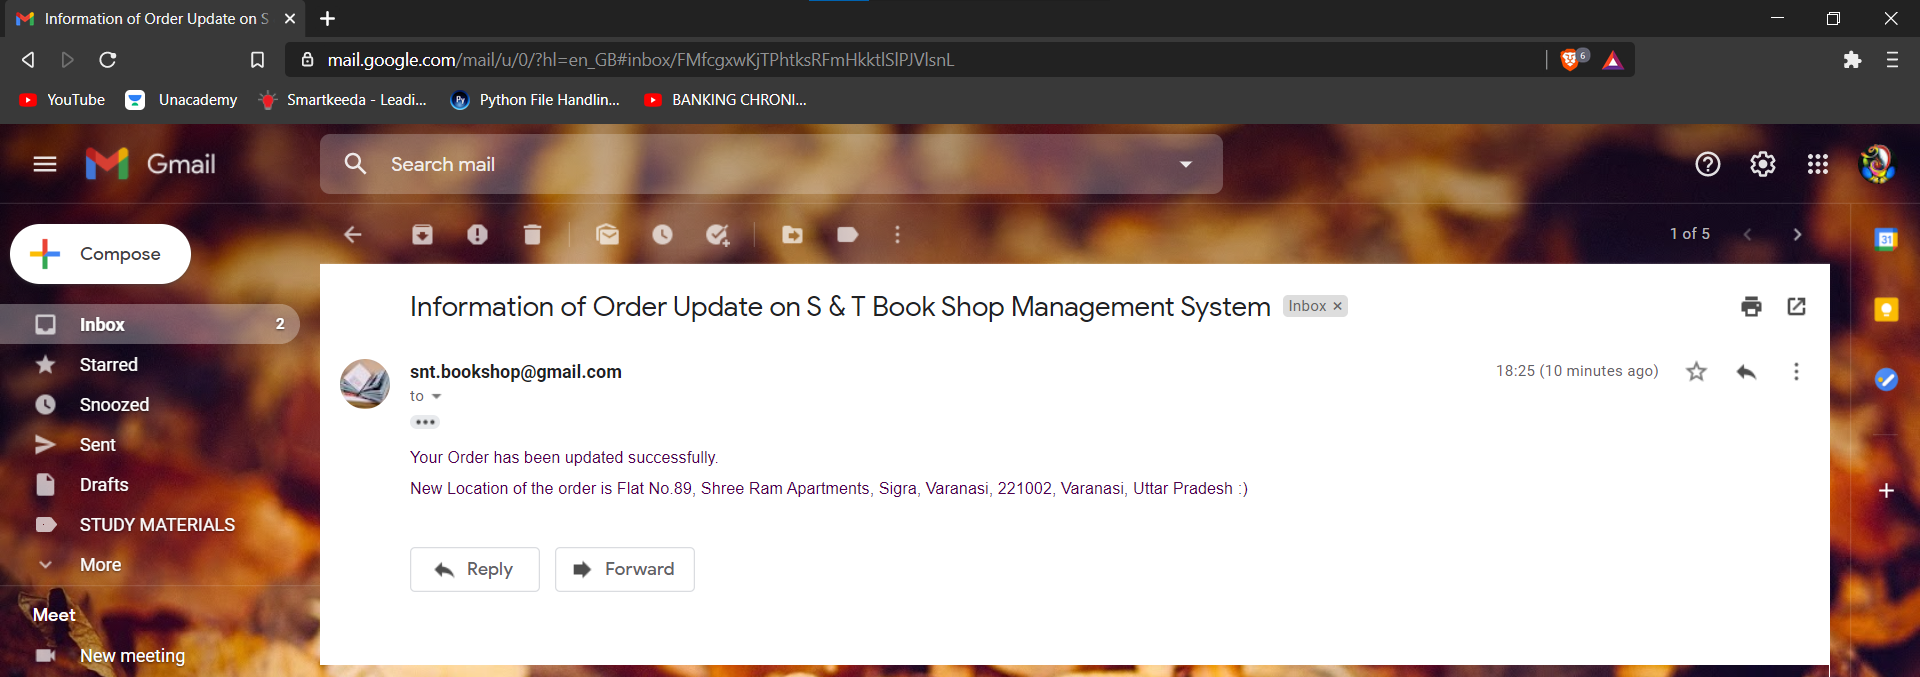 Information of Order Update on S
mail.google.com/mail/u/0/?hl=en_GB#inbox/FMfcgxwKjTPhtksRFmHkktlSlPJVlsnL
6
YouTube
Unacademy
Smartkeeda - Leadi...
Py
Python File Handlin...
BANKING CHRONI...
Gmail
Search mail
Compose
1 of 5
31
Inbox 2
Starred
Snoozed
Sent
Drafts
STUDY MATERIALS
More
Meet
New meeting
Information of Order Update on S & T Book Shop Management System Inbox ×
snt.bookshop@gmail.com 18:25 (10 minutes ago)
to
Your Order has been updated successfully.
New Location of the order is Flat No.89, Shree Ram Apartments, Sigra, Varanasi, 221002, Varanasi, Uttar Pradesh :)
Reply
Forward